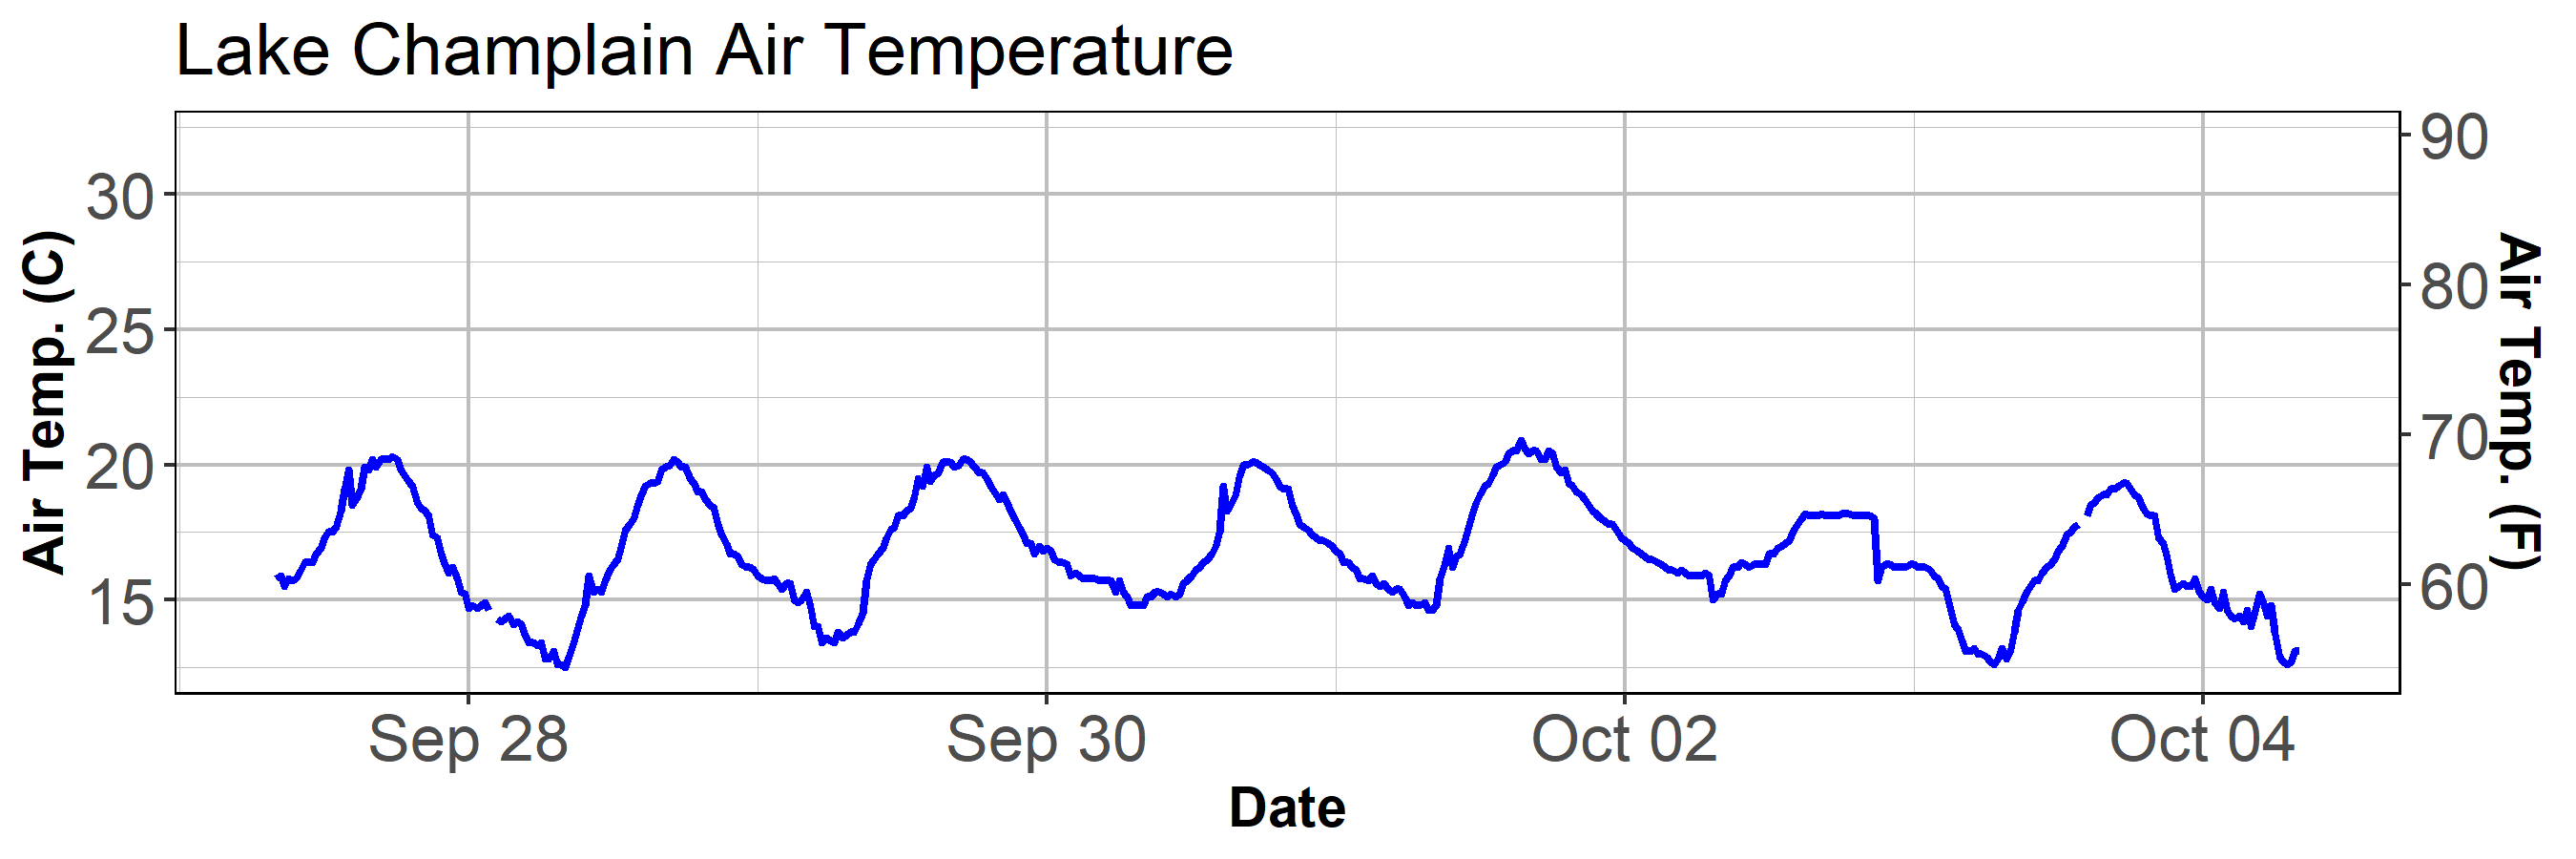 Lake Champlain Air Temperature
Air Temp. (C)
30
25
20
15
90
80
70
60
Air Temp. (F)
Sep 28
Sep 30
Oct 02
Oct 04
Date